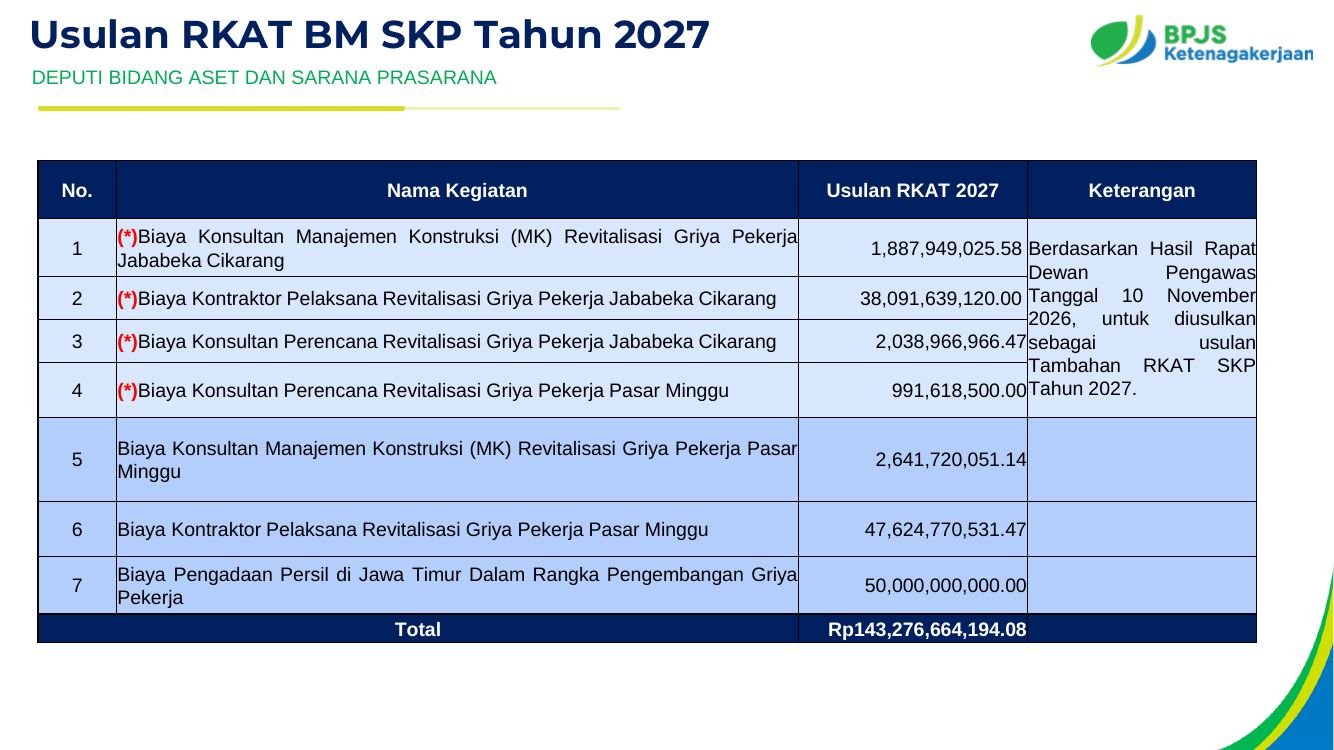 Usulan RKAT BM SKP Tahun 2027
BPJS
Ketenagakerjaan
DEPUTI BIDANG ASET DAN SARANA PRASARANA
No. Nama Kegiatan Usulan RKAT 2027 Keterangan
1 (*)Biaya Konsultan Manajemen Konstruksi (MK) Revitalisasi Griya Pekerja
Jababeka Cikarang 1,887,949,025.58
2 (*)Biaya Kontraktor Pelaksana Revitalisasi Griya Pekerja Jababeka Cikarang 38,091,639,120.00
3 (*)Biaya Konsultan Perencana Revitalisasi Griya Pekerja Jababeka Cikarang 2,038,966,966.47
4 (*)Biaya Konsultan Perencana Revitalisasi Griya Pekerja Pasar Minggu 991,618,500.00
Berdasarkan Hasil Rapat
Dewan Pengawas
Tanggal 10 November
2026, untuk diusulkan
sebagai usulan
Tambahan RKAT SKP
Tahun 2027.
5 Biaya Konsultan Manajemen Konstruksi (MK) Revitalisasi Griya Pekerja Pasar
Minggu 2,641,720,051.14
6 Biaya Kontraktor Pelaksana Revitalisasi Griya Pekerja Pasar Minggu 47,624,770,531.47
7 Biaya Pengadaan Persil di Jawa Timur Dalam Rangka Pengembangan Griya
Pekerja 50,000,000,000.00
Total Rp143,276,664,194.08